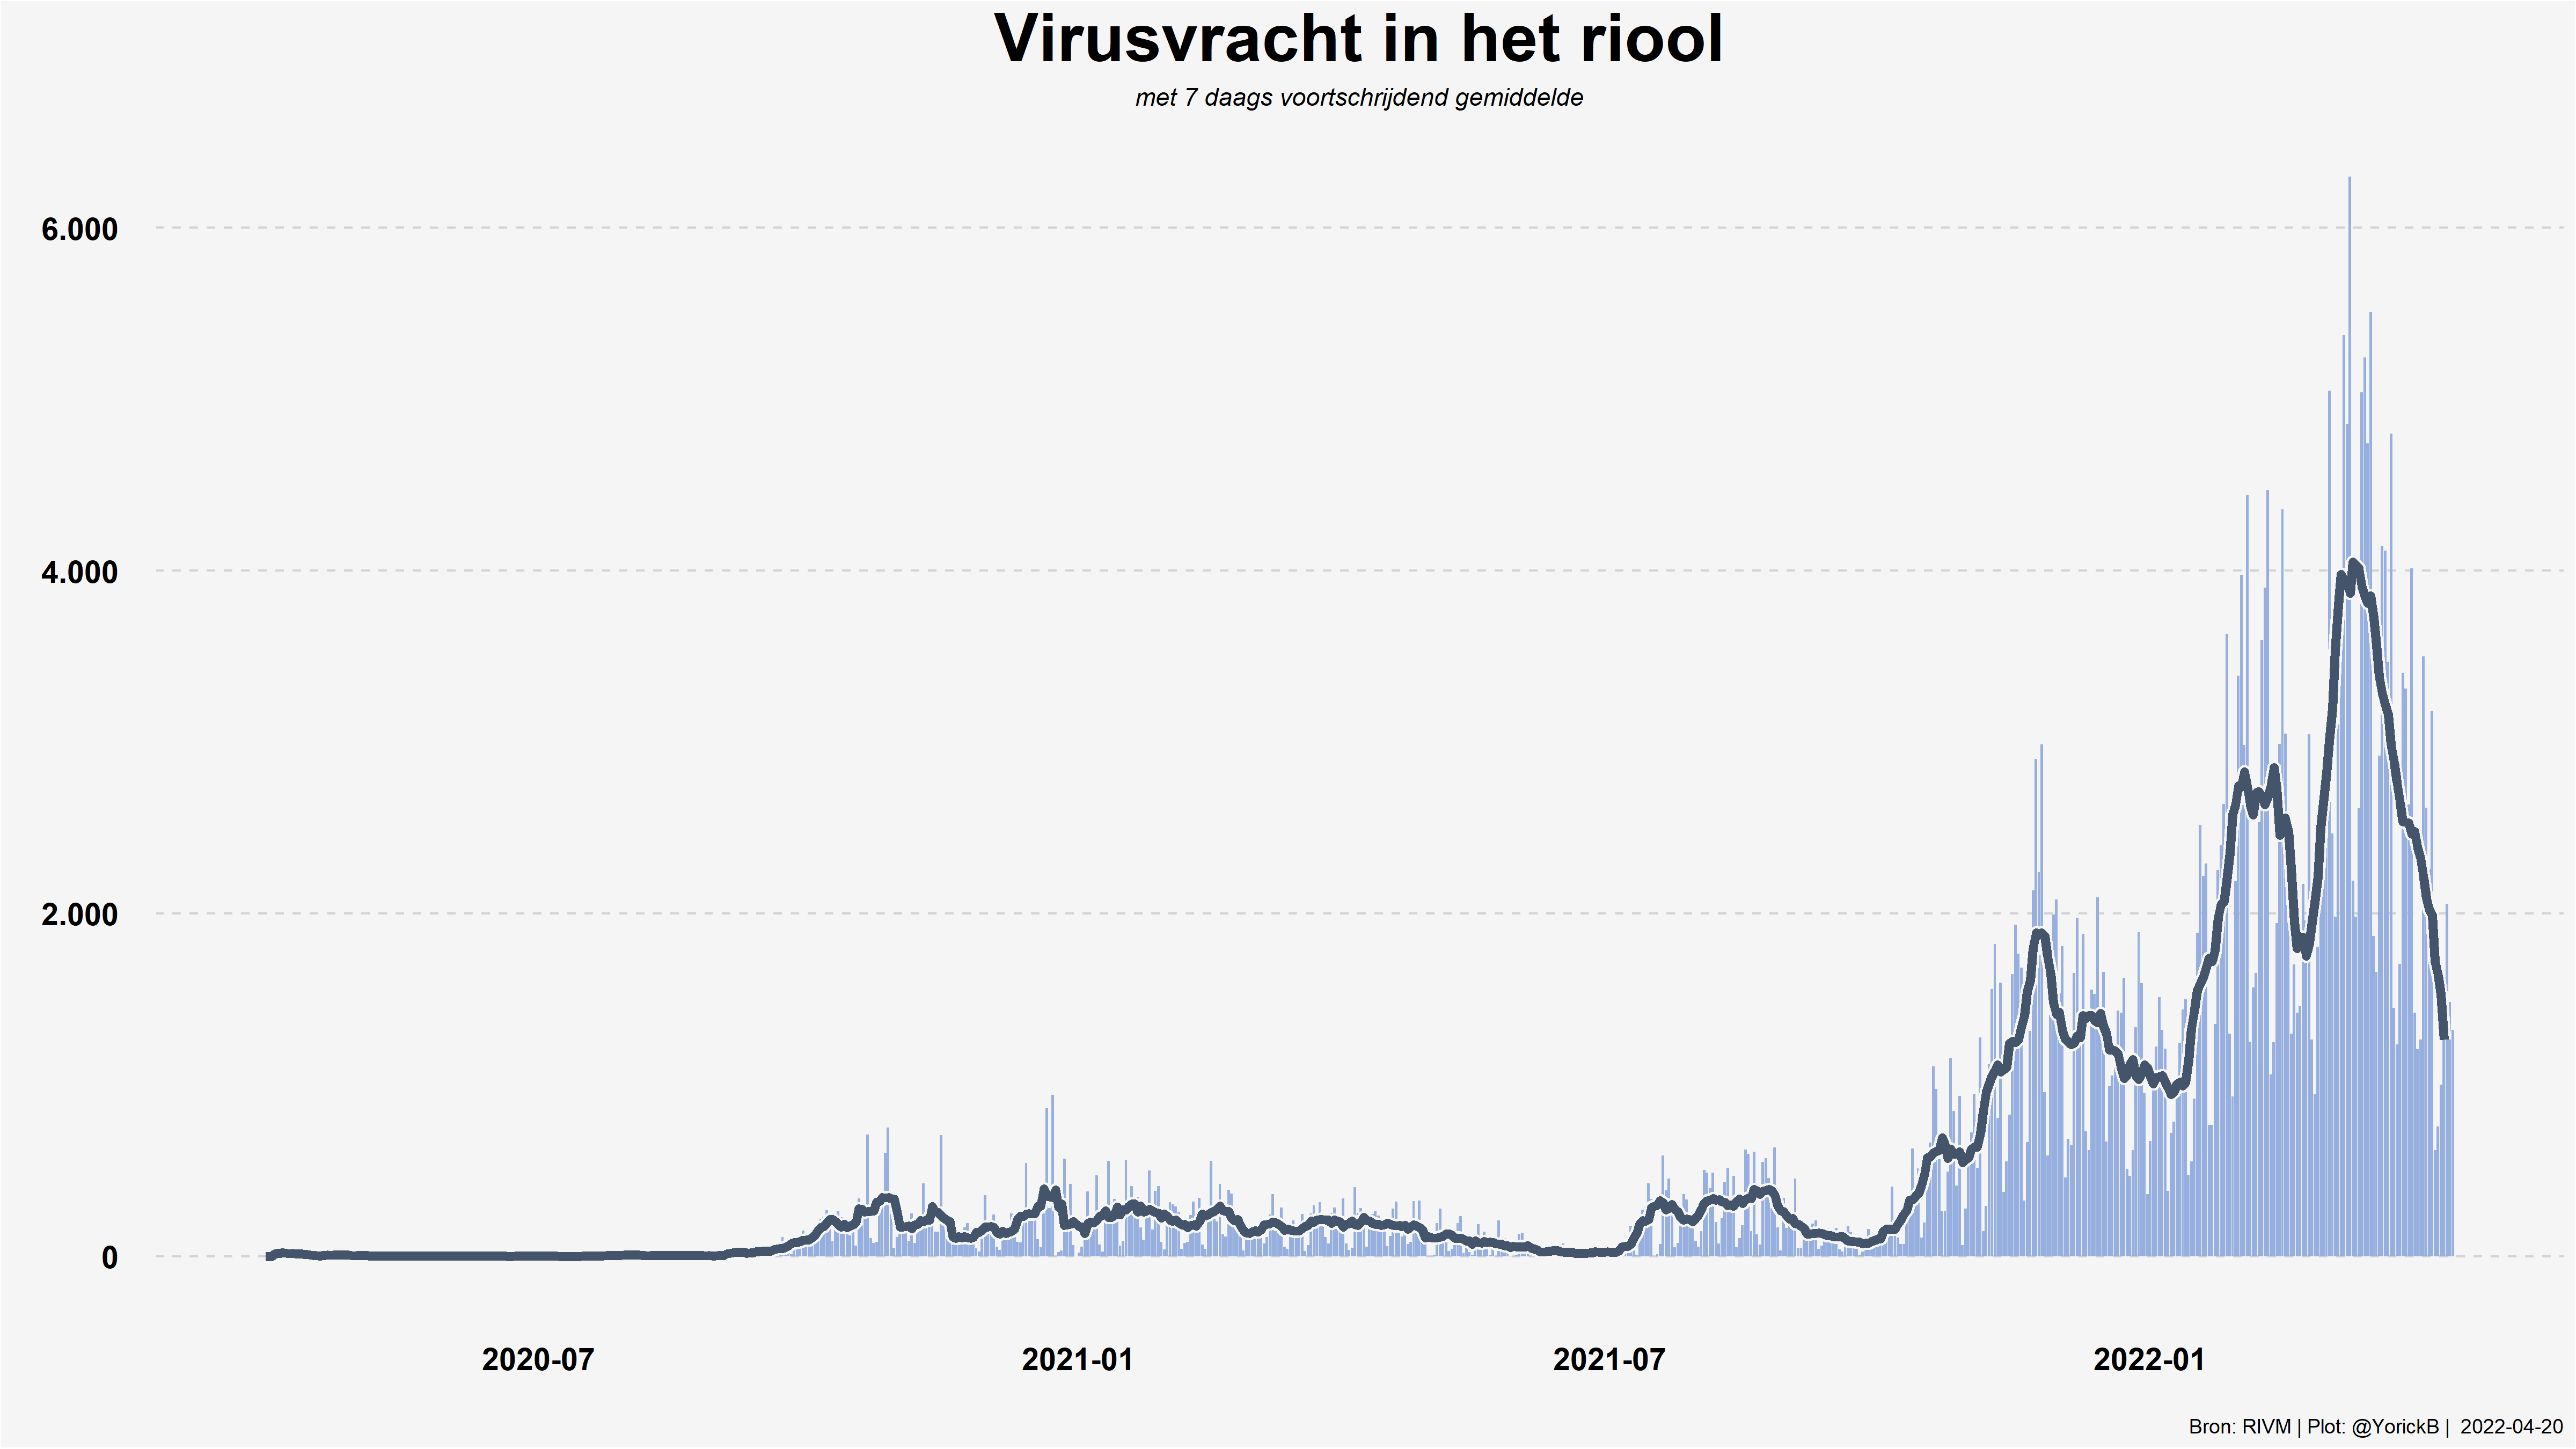 Virusvracht in het riool
met 7 daags voortschrijdend gemiddelde
6.000
4.000
2.000
0
2020-07 2021-01 2021-07 2022-01
Bron: RIVM | Plot: @YorickB | 2022-04-20